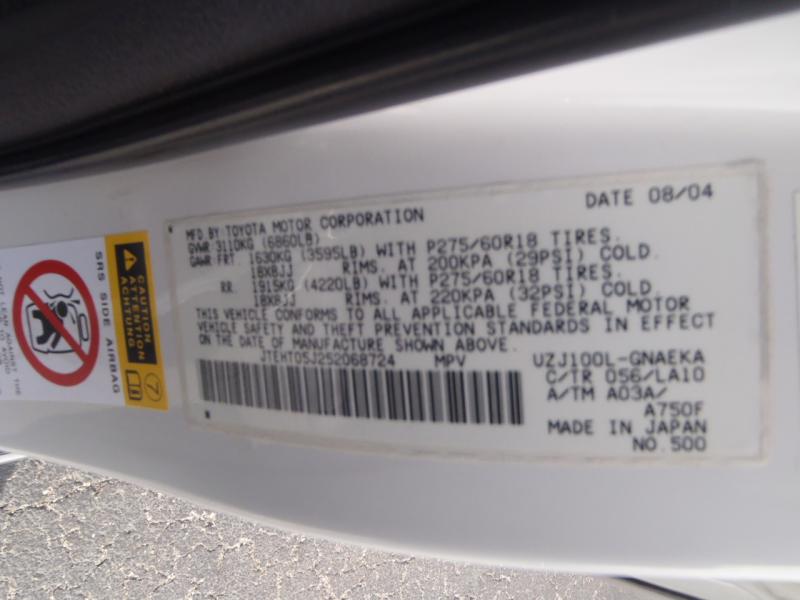 DATE 08/04
MFD BY TOYOTA MOTOR CORPORATION
GVWR 3110KG (6860LB)
GAWR FRT 1630KG (3595LB) WITH P275/60R18 TIRES.
18X8JJ RIMS. AT 200KPA (29PSI) COLD.
RR 1915KG (4220LB) WITH P275/60R18 TIRES.
18X8JJ RIMS. AT 220KPA (32PSI) COLD.
THIS VEHICLE CONFORMS TO ALL APPLICABLE FEDERAL MOTOR
VEHICLE SAFETY AND THEFT PREVENTION STANDARDS IN EFFECT
ON THE DATE OF MANUFACTURE SHOWN ABOVE.
JTEHT05J252068724 MPV UZJ100L-GNAEKA
C/TR 056/LA10
A/TM A03A/
A750F
MADE IN JAPAN
NO.500
CAUTION
ATTENTION
ACHTUNG
SRS SIDE AIRBAG
7